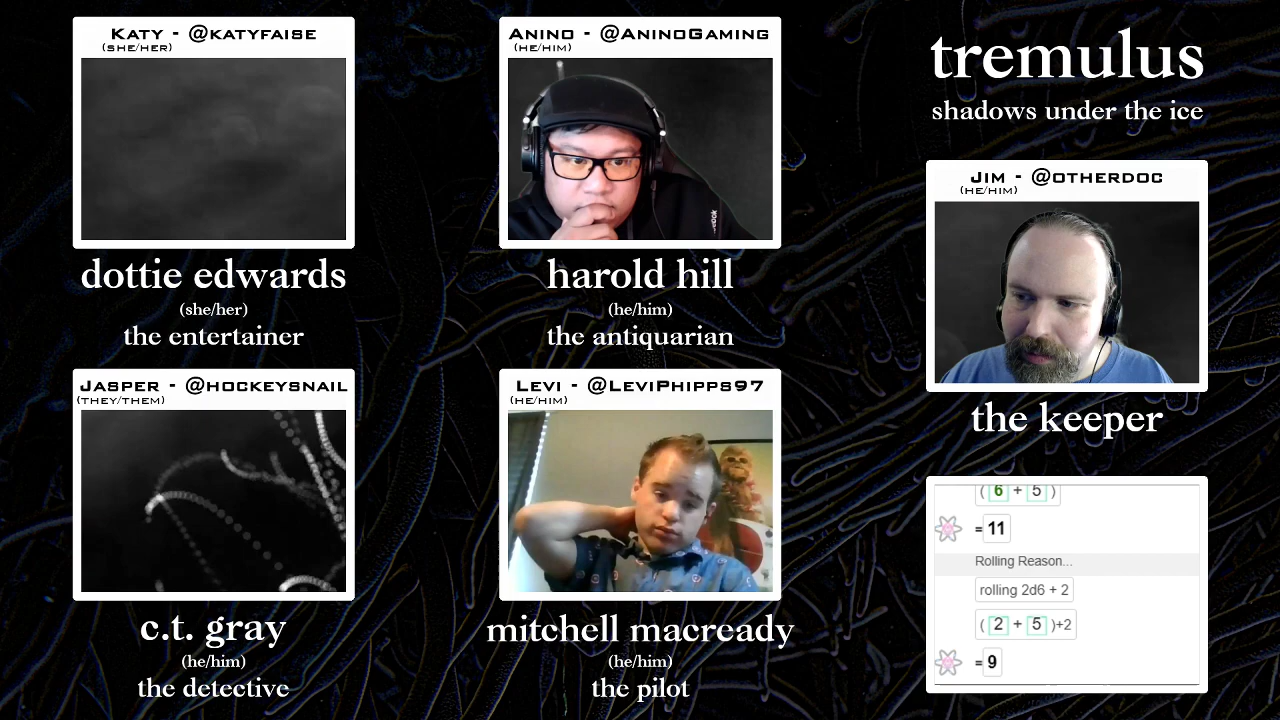 KATY - @KATYFAISE
(SHE/HER)
dottie edwards
(she/her)
the entertainer
ANINO - @ANINOGAMING
(HE/HIM)
Reebok
harold hill
(he/him)
the antiquarian
tremulus
shadows under the ice
JIM - @OTHERDOC
(HE/HIM)
the keeper
JASPER - @HOCKEYSNAIL
(THEY/THEM)
c.t. gray
(he/him)
the detective
LEVI - @LEVIPHIPPS97
(HE/HIM)
mitchell macready
(he/him)
the pilot
( 6 + 5 )
=11
Rolling Reason...
rolling 2d6 + 2
( 2 + 5 )+2
=9